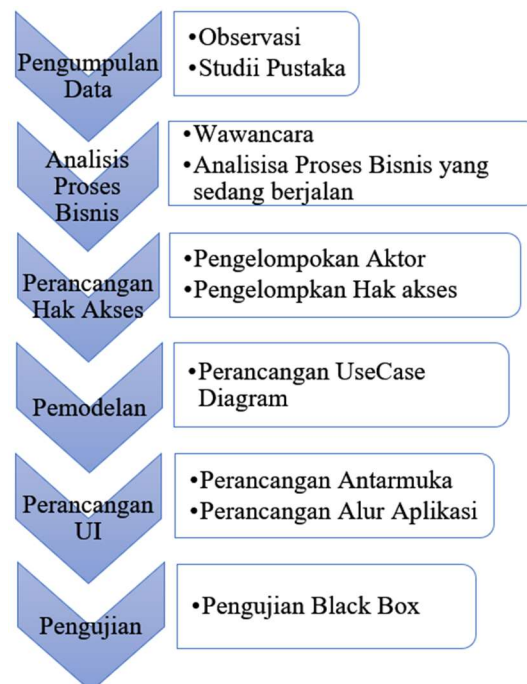 Pengumpulan
Data
•Observasi
•Studii Pustaka
Analisis
Proses
Bisnis
•Wawancara
•Analisisa Proses Bisnis yang
sedang berjalan
Perancangan
Hak Akses
•Pengelompokan Aktor
•Pengelompkan Hak akses
Pemodelan
•Perancangan UseCase
Diagram
Perancangan
UI
•Perancangan Antarmuka
•Perancangan Alur Aplikasi
Pengujian
•Pengujian Black Box